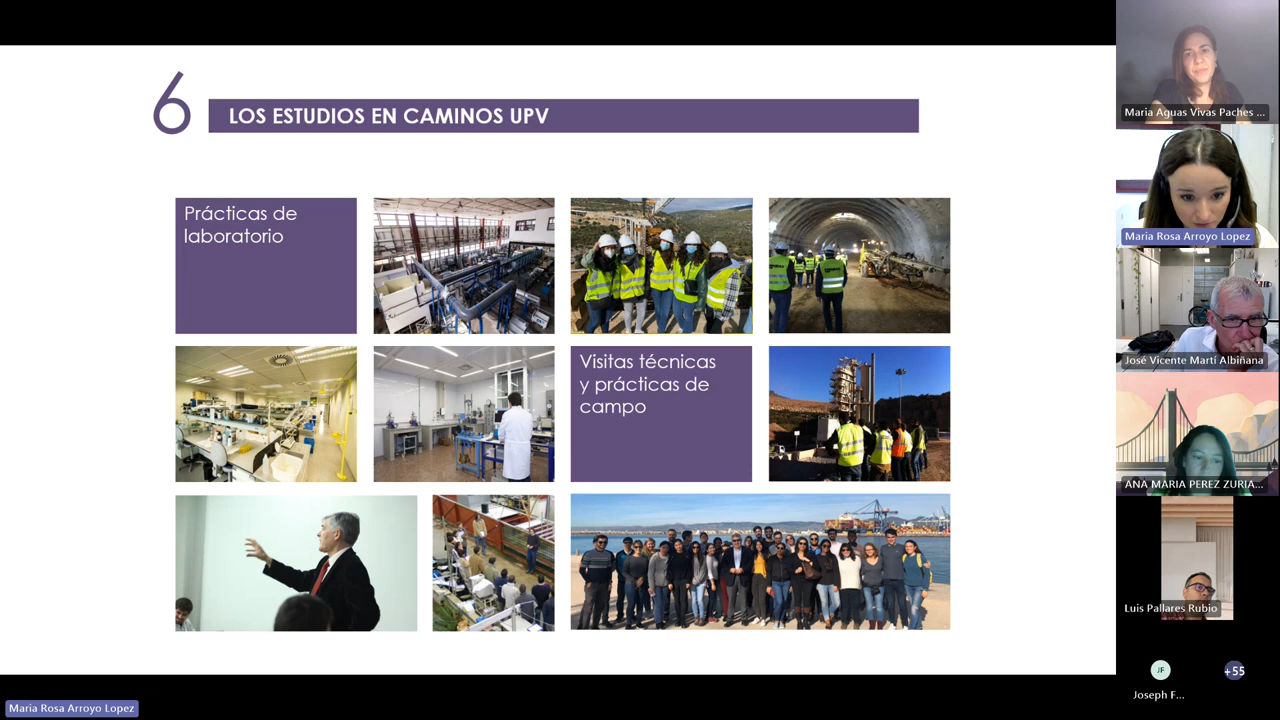 6
LOS ESTUDIOS EN CAMINOS UPV
Prácticas de
laboratorio
Visitas técnicas
y prácticas de
campo
Maria Aguas Vivas Paches ...
Maria Rosa Arroyo Lopez
José Vicente Martí Albiñana
ANA MARIA PEREZ ZURIA...
Luis Pallares Rubio
JF
+55
Joseph F...
Maria Rosa Arroyo Lopez